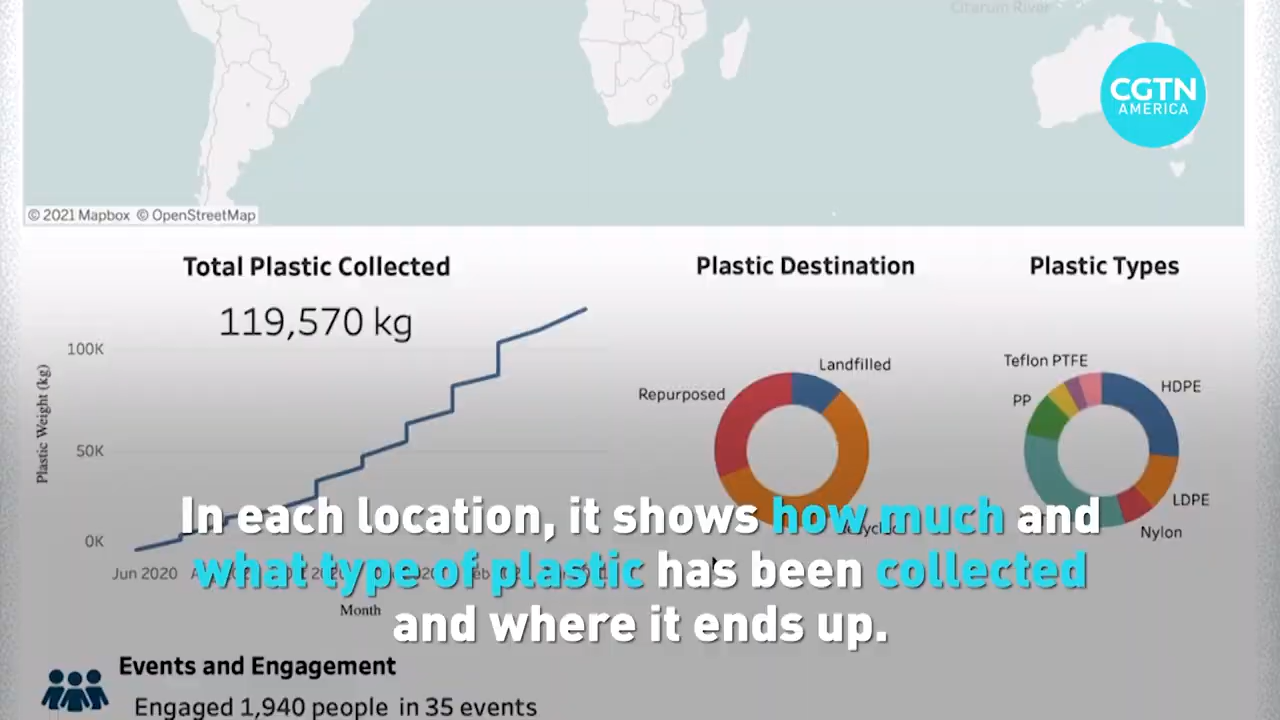 Citarum River
CGTN
AMERICA
© 2021 Mapbox © OpenStreetMap
Total Plastic Collected
119,570 kg
Plastic Weight (kg)
100K
50K
0K
Jun 2020
Month
Plastic Destination
Landfilled
Repurposed
Plastic Types
Teflon PTFE
HDPE
PP
LDPE
Nylon
In each location, it shows how much and
what type of plastic has been collected
and where it ends up.
Events and Engagement
Engaged 1,940 people in 35 events